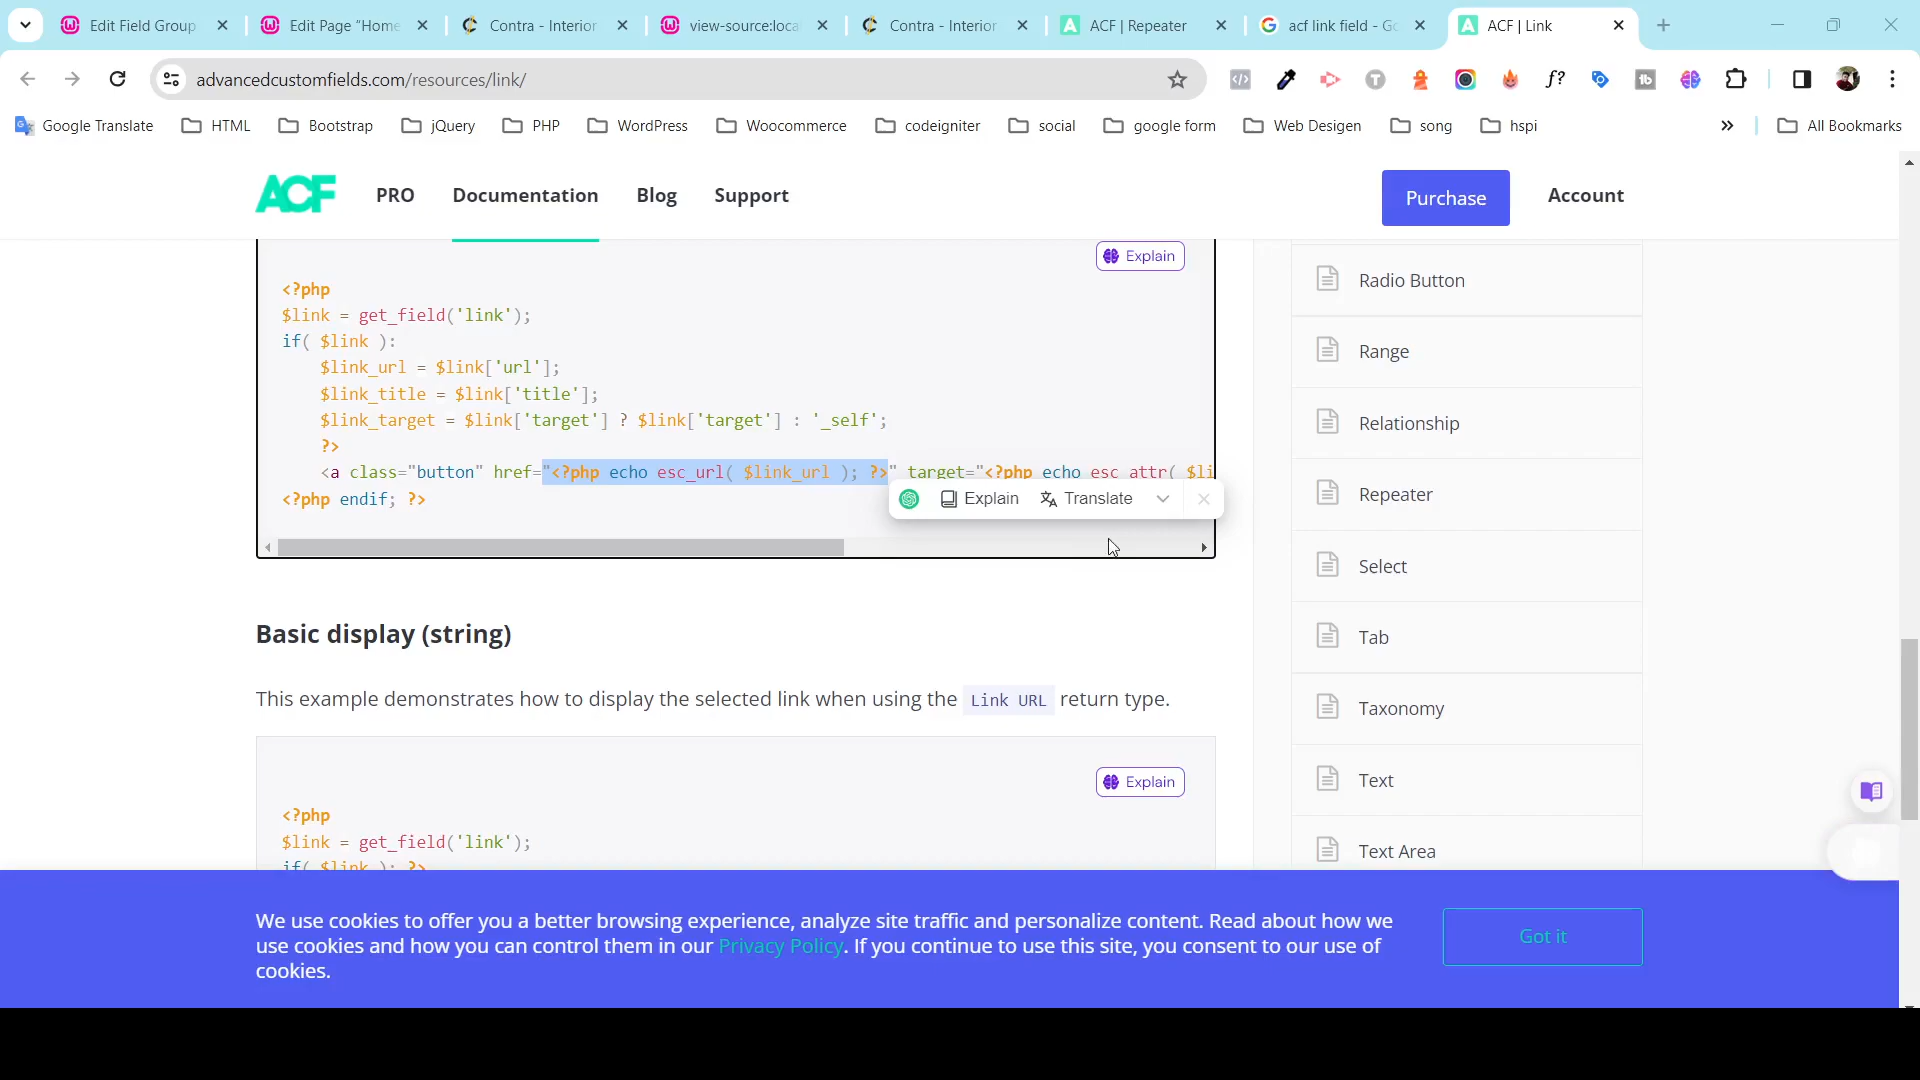 Edit Field Group
Edit Page "Home
Contra - Interior
view-source:loca
Contra - Interior
ACF | Repeater
acf link field - Go
ACF | Link
advancedcustomfields.com/resources/link/
Google Translate
HTML
Bootstrap
jQuery
PHP
WordPress
Woocommerce
codeigniter
social
google form
Web Desigen
song
hspi
All Bookmarks
ACF
PRO
Documentation
Blog
Support
Purchase
Account
Explain
<?php
$link = get_field('link');
if( $link ):
$link_url = $link['url'];
$link_title = $link['title'];
$link_target = $link['target'] ? $link['target'] : '_self';
?>
<a class="button" href="<?php echo esc_url( $link_url ); ?>" target="<?php echo esc_attr( $li
<?php endif; ?>
Explain
Translate
Basic display (string)
This example demonstrates how to display the selected link when using the Link URL return type.
Explain
<?php
$link = get_field('link');
if( $link ): ?>
Radio Button
Range
Relationship
Repeater
Select
Tab
Taxonomy
Text
Text Area
We use cookies to offer you a better browsing experience, analyze site traffic and personalize content. Read about how we
use cookies and how you can control them in our Privacy Policy. If you continue to use this site, you consent to our use of
cookies.
Got it